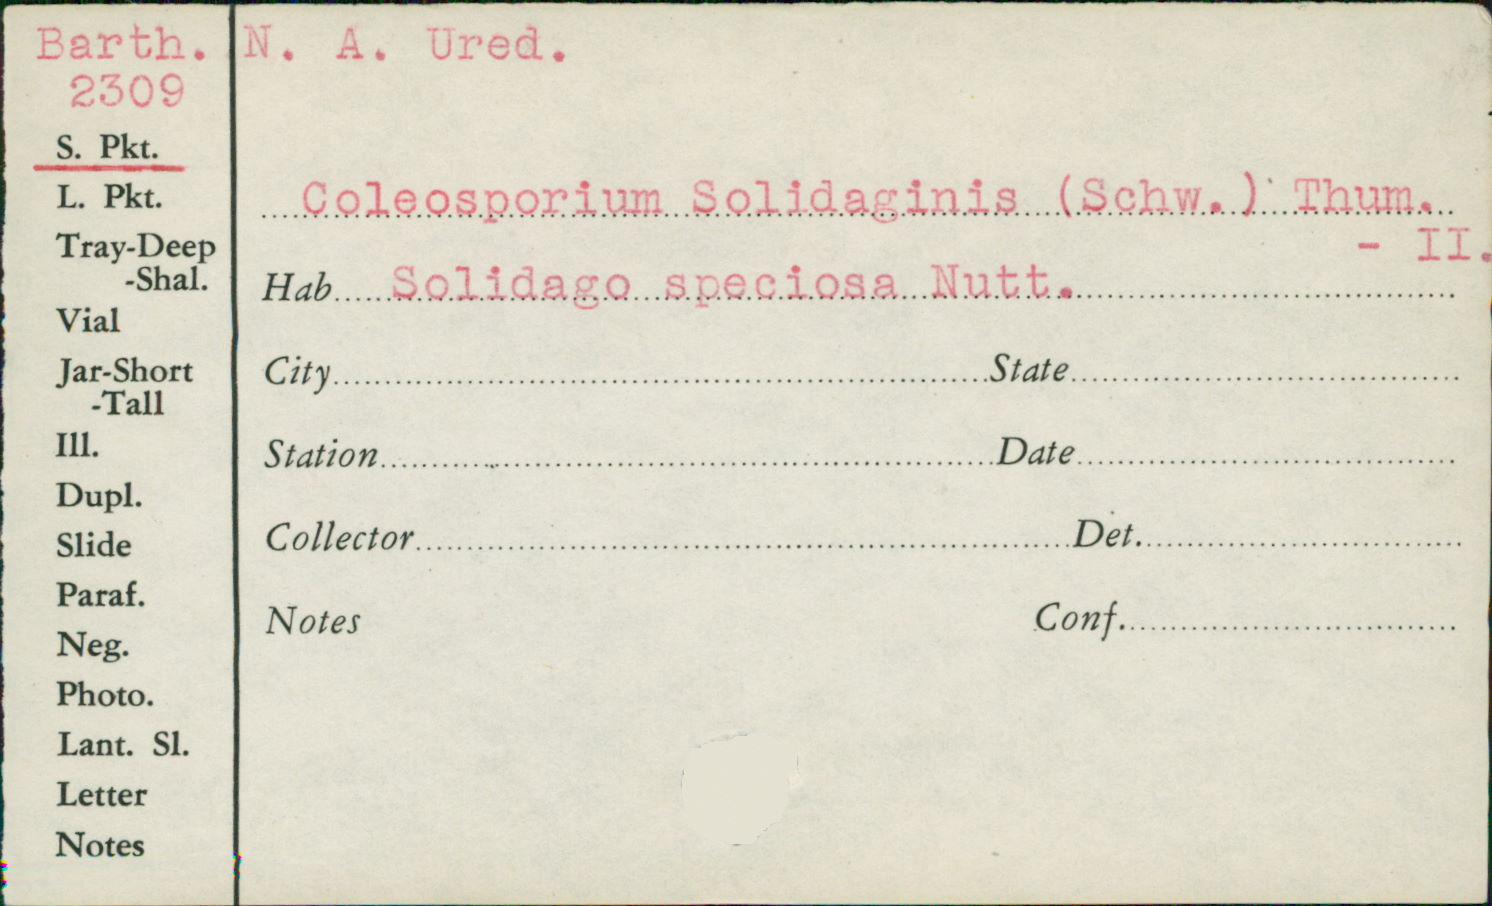 Barth. N. A. Ured.
2309
S. Pkt.
L. Pkt.
Tray-Deep
-Shal.
Vial
Jar-Short
-Tall
Ill.
Dupl.
Slide
Paraf.
Neg.
Photo.
Lant. Sl.
Letter
Notes
Coleosporium Solidaginis (Schw.) Thum.
- II.
Hab Solidago speciosa Nutt.
City State
Station Date
Collector Det.
Notes Conf.